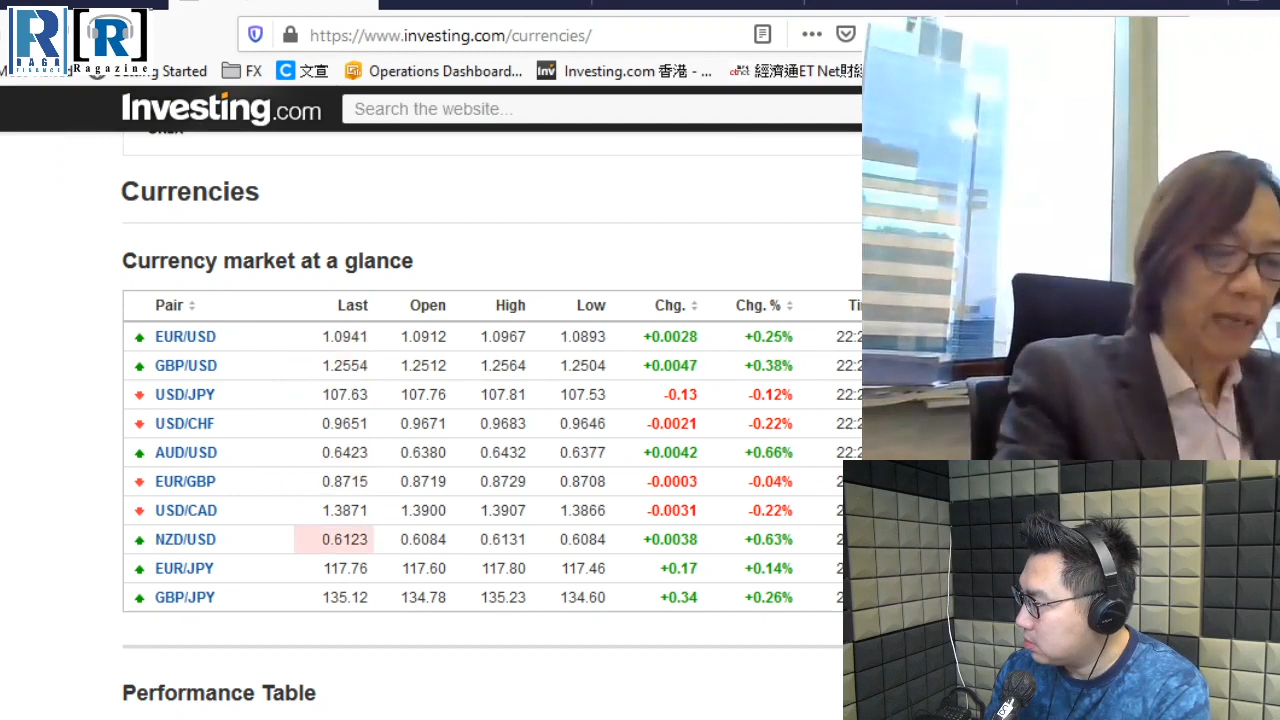 https://www.investing.com/currencies/
RAGA
FINANCE
Ragazine
Getting Started
FX
文宣
Operations Dashboard...
Inv
Investing.com 香港 - ...
經濟通ET Net財經
Investing.com
Search the website...
Currencies
Currency market at a glance
Pair Last Open High Low Chg. Chg. %
EUR/USD 1.0941 1.0912 1.0967 1.0893 +0.0028 +0.25%
GBP/USD 1.2554 1.2512 1.2564 1.2504 +0.0047 +0.38%
USD/JPY 107.63 107.76 107.81 107.53 -0.13 -0.12%
USD/CHF 0.9651 0.9671 0.9683 0.9646 -0.0021 -0.22%
AUD/USD 0.6423 0.6380 0.6432 0.6377 +0.0042 +0.66%
EUR/GBP 0.8715 0.8719 0.8729 0.8708 -0.0003 -0.04%
USD/CAD 1.3871 1.3900 1.3907 1.3866 -0.0031 -0.22%
NZD/USD 0.6123 0.6084 0.6131 0.6084 +0.0038 +0.63%
EUR/JPY 117.76 117.60 117.80 117.46 +0.17 +0.14%
GBP/JPY 135.12 134.78 135.23 134.60 +0.34 +0.26%
Performance Table